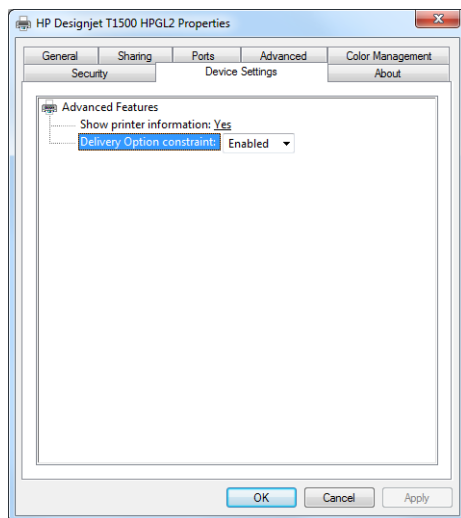 HP Designjet T1500 HPGL2 Properties
General Sharing Ports Advanced Color Management
Security Device Settings About
Advanced Features
Show printer information: Yes
Delivery Option constraint: Enabled
OK Cancel Apply